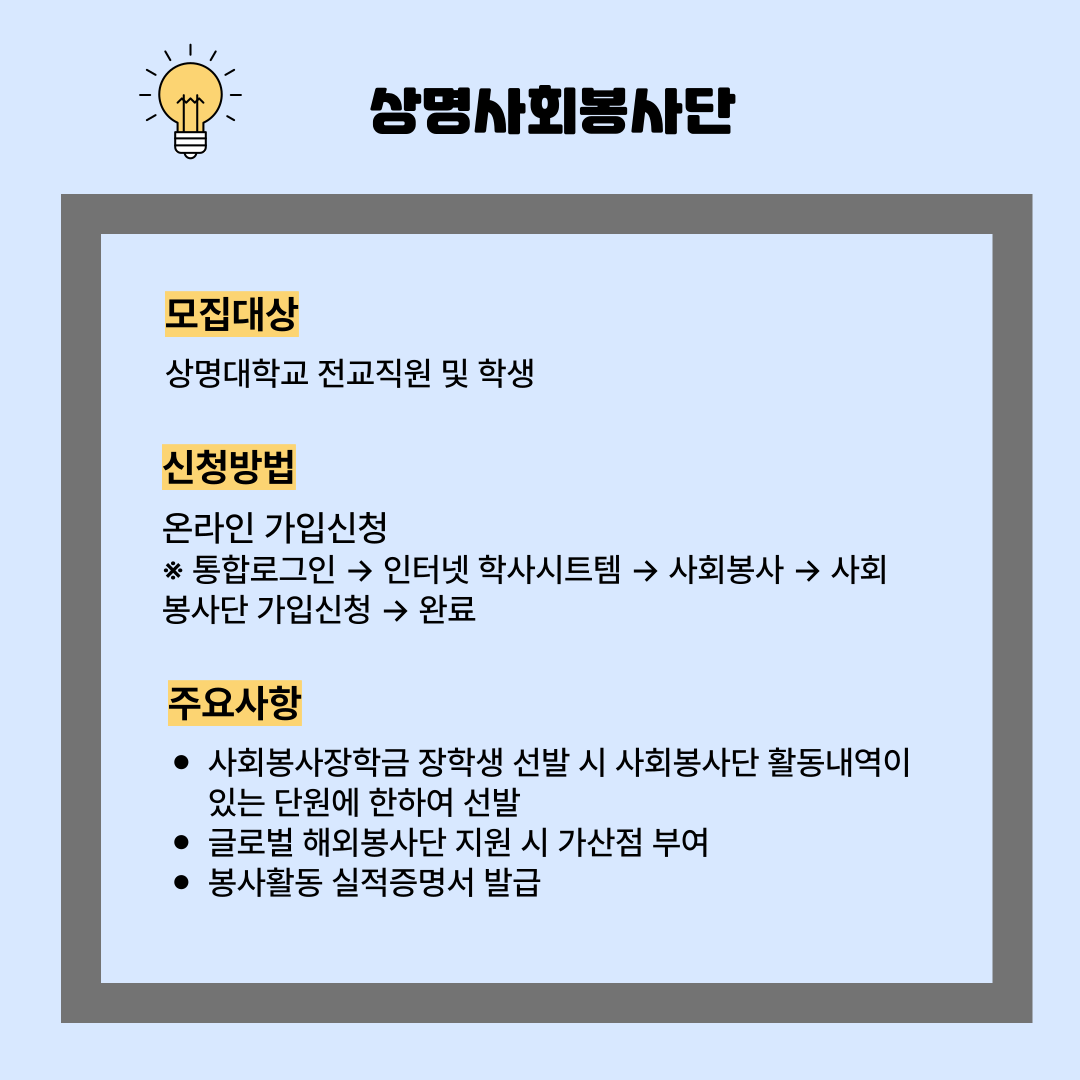 상명사회봉사단
모집대상
상명대학교 전교직원 및 학생
신청방법
온라인 가입신청
※ 통합로그인 → 인터넷 학사시트템 → 사회봉사 → 사회
봉사단 가입신청 → 완료
주요사항
• 사회봉사장학금 장학생 선발 시 사회봉사단 활동내역이
있는 단원에 한하여 선발
• 글로벌 해외봉사단 지원 시 가산점 부여
• 봉사활동 실적증명서 발급